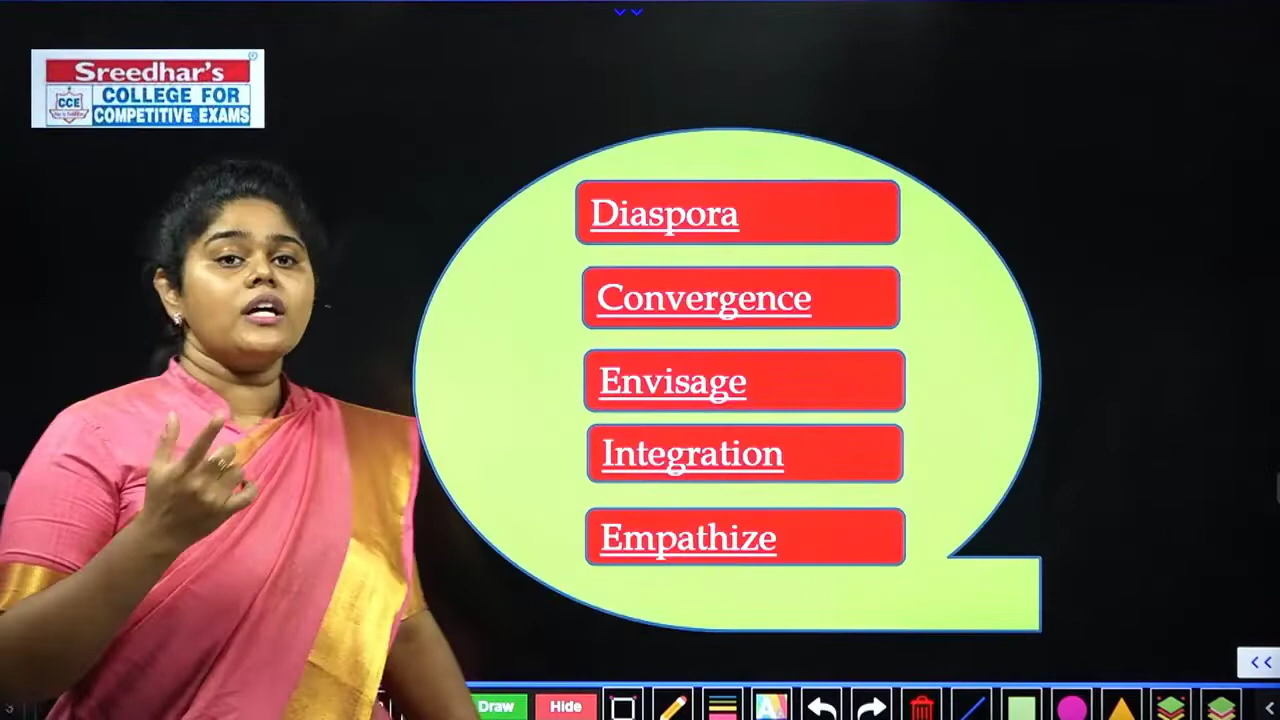 Sreedhar's
CCE
COLLEGE FOR
COMPETITIVE EXAMS
Diaspora
Convergence
Envisage
Integration
Empathize
Draw
Hide